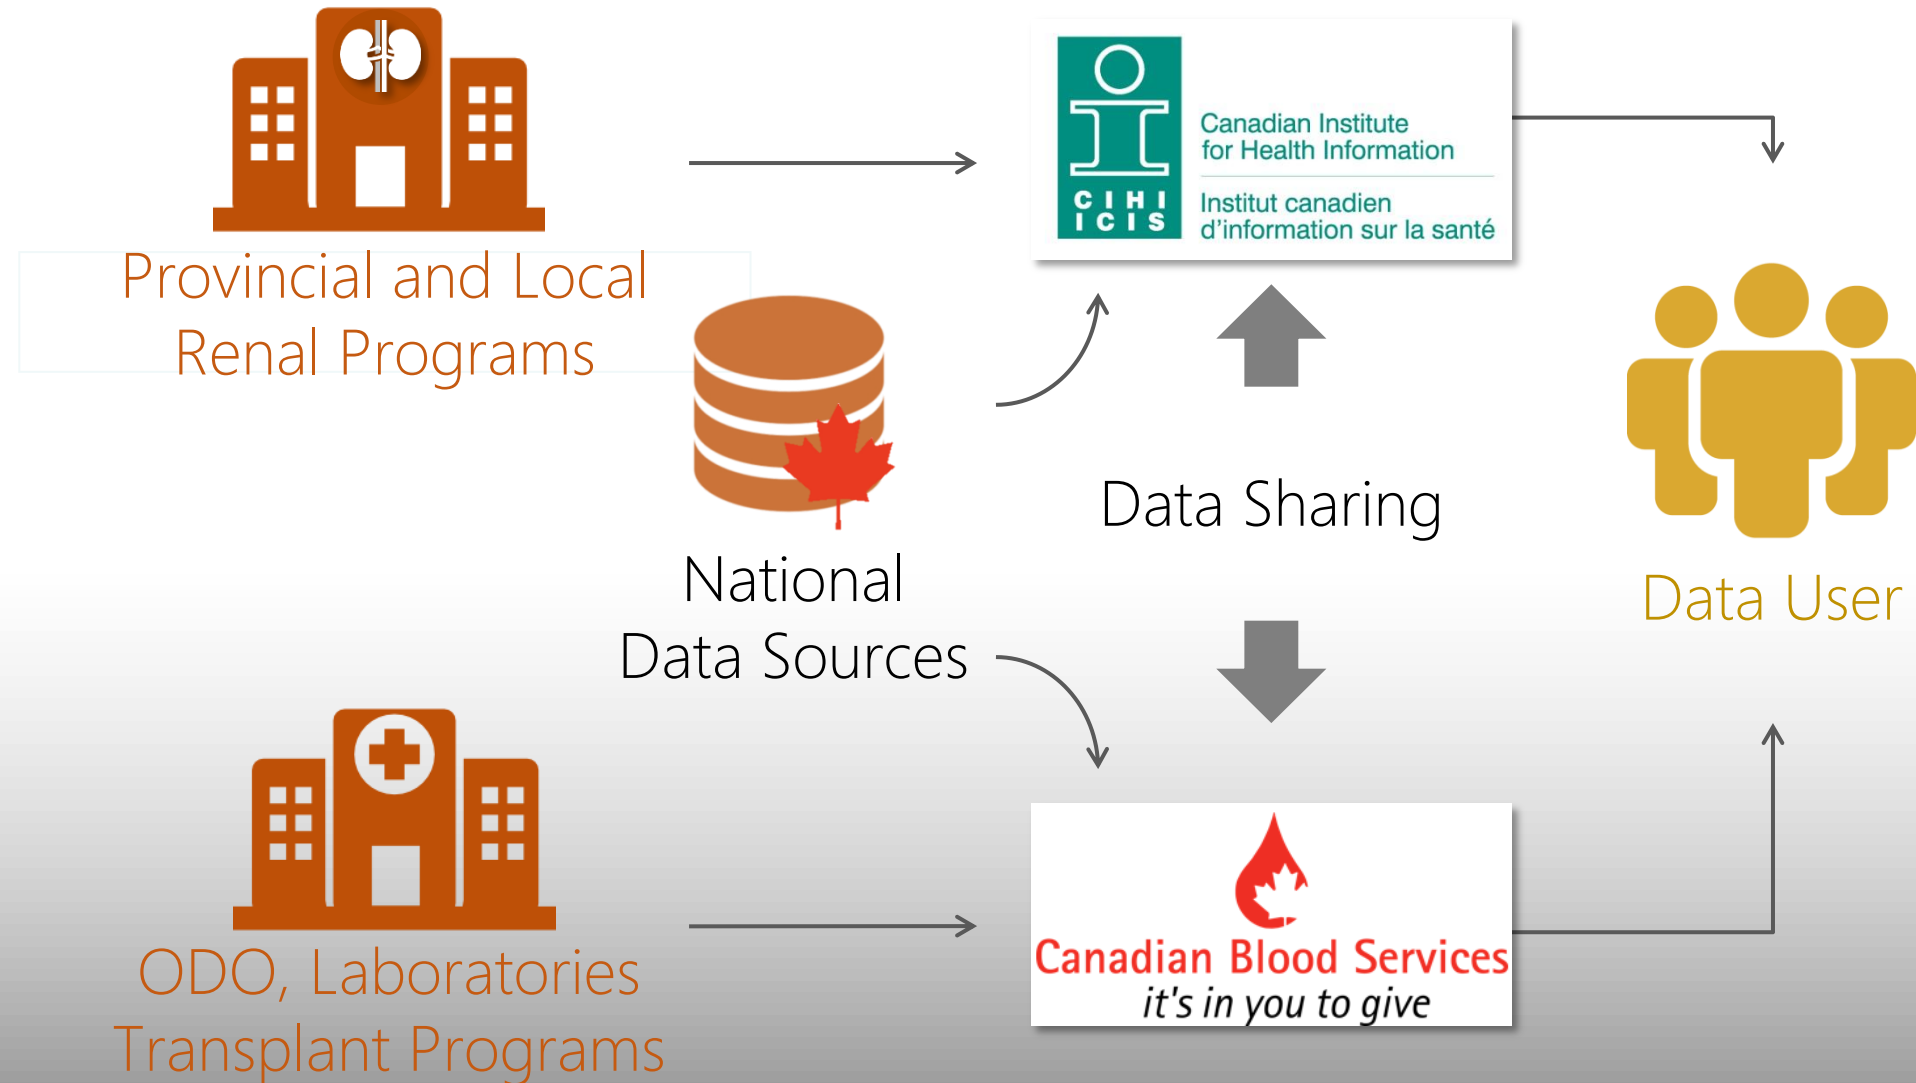 Provincial and Local
Renal Programs
Canadian Institute
for Health Information
Institut canadien
d'information sur la santé
CIHI
ICIS
National
Data Sources
Data Sharing
Data User
ODO, Laboratories
Transplant Programs
Canadian Blood Services
it's in you to give